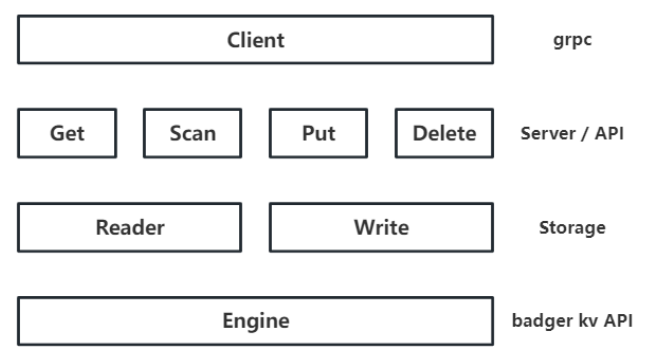 Client grpc
Get Scan Put Delete Server / API
Reader Write Storage
Engine badger kv API